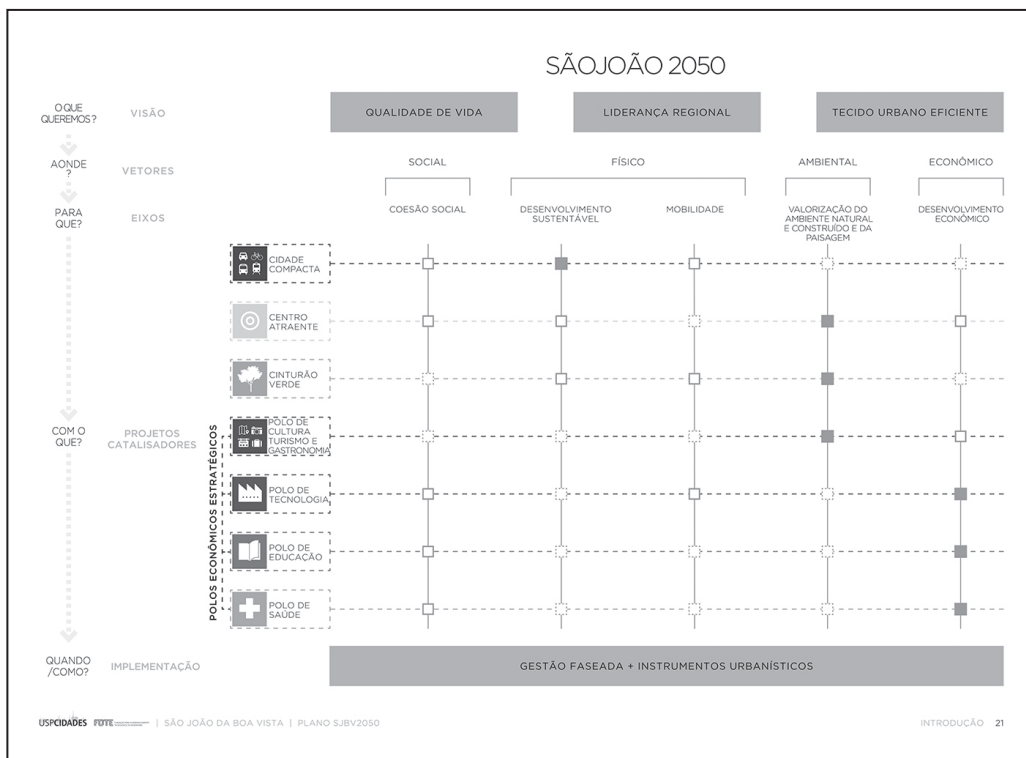 SÃOJOÃO 2050
O QUE
QUEREMOS?
VISÃO
QUALIDADE DE VIDA
LIDERANÇA REGIONAL
TECIDO URBANO EFICIENTE
AONDE
?
VETORES
SOCIAL
FÍSICO
AMBIENTAL
ECONÔMICO
PARA
QUE?
EIXOS
COESÃO SOCIAL
DESENVOLVIMENTO
SUSTENTÁVEL
MOBILIDADE
VALORIZAÇÃO DO
AMBIENTE NATURAL
E CONSTRUÍDO E DA
PAISAGEM
DESENVOLVIMENTO
ECONÔMICO
COM O
QUE?
PROJETOS
CATALISADORES
CIDADE
COMPACTA
CENTRO
ATRAENTE
CINTURÃO
VERDE
POLOS ECONÔMICOS ESTRATÉGICOS
POLO DE
CULTURA
TURISMO E
GASTRONOMIA
POLO DE
TECNOLOGIA
POLO DE
EDUCAÇÃO
POLO DE
SAÚDE
QUANDO
/COMO?
IMPLEMENTAÇÃO
GESTÃO FASEADA + INSTRUMENTOS URBANÍSTICOS
USPCIDADES FDTE | SÃO JOÃO DA BOA VISTA | PLANO SJBV2050
INTRODUÇÃO 21